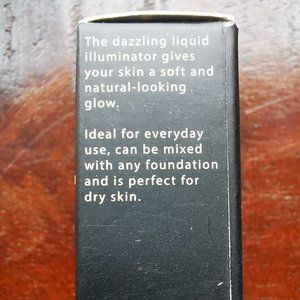 The dazzling liquid
illuminator gives
your skin a soft and
natural-looking
glow.
Ideal for everyday
use, can be mixed
with any foundation
and is perfect for
dry skin.